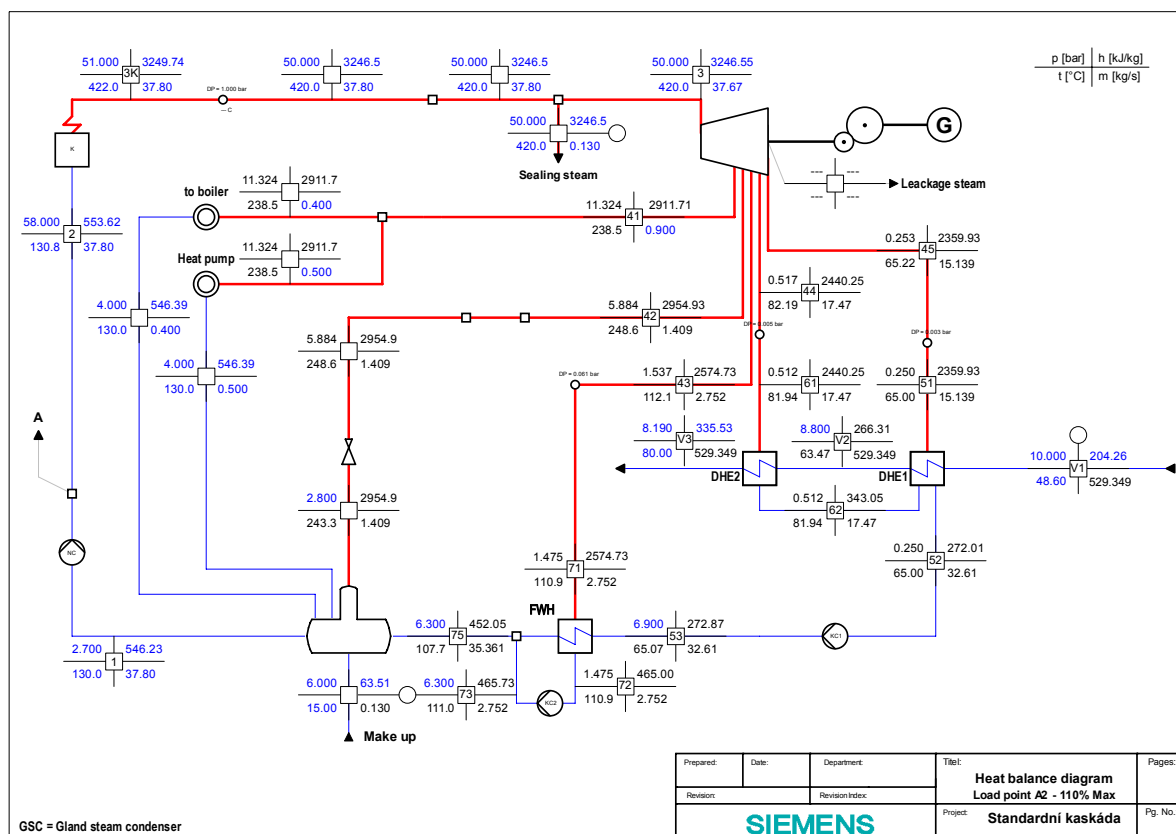 51.000 3249.74
3K
422.0 37.80
50.000 3246.5
420.0 37.80
50.000 3246.5
420.0 37.80
50.000 3246.55
3
420.0 37.67
p [bar] h [kJ/kg]
t [°C] m [kg/s]
DP = 1.000 bar
--- C
K
50.000 3246.5
420.0 0.130
Sealing steam
G
--- ---
--- ---
Leackage steam
to boiler
11.324 2911.7
238.5 0.400
11.324 2911.71
41
238.5 0.900
58.000 553.62
2
130.8 37.80
Heat pump
11.324 2911.7
238.5 0.500
0.253 2359.93
45
65.22 15.139
0.517 2440.25
44
82.19 17.47
4.000 546.39
130.0 0.400
5.884 2954.93
42
248.6 1.409
5.884 2954.9
248.6 1.409
DP = 0.005 bar
DP = 0.003 bar
4.000 546.39
130.0 0.500
DP = 0.061 bar
1.537 2574.73
43
112.1 2.752
0.512 2440.25
61
81.94 17.47
0.250 2359.93
51
65.00 15.139
A
8.190 335.53
V3
80.00 529.349
8.800 266.31
V2
63.47 529.349
10.000 204.26
V1
48.60 529.349
DHE2
DHE1
2.800 2954.9
243.3 1.409
0.512 343.05
62
81.94 17.47
NC
1.475 2574.73
71
110.9 2.752
0.250 272.01
52
65.00 32.61
FWH
6.300 452.05
75
107.7 35.361
6.900 272.87
53
65.07 32.61
KC1
2.700 546.23
1
130.0 37.80
6.000 63.51
15.00 0.130
6.300 465.73
73
111.0 2.752
KC2
1.475 465.00
72
110.9 2.752
Make up
Prepared: Date: Department: Titel: Pages:
Heat balance diagram
Load point A2 - 110% Max
Revision: Revision Index:
Project: Standardní kaskáda Pg. No.
SIEMENS
GSC = Gland steam condenser